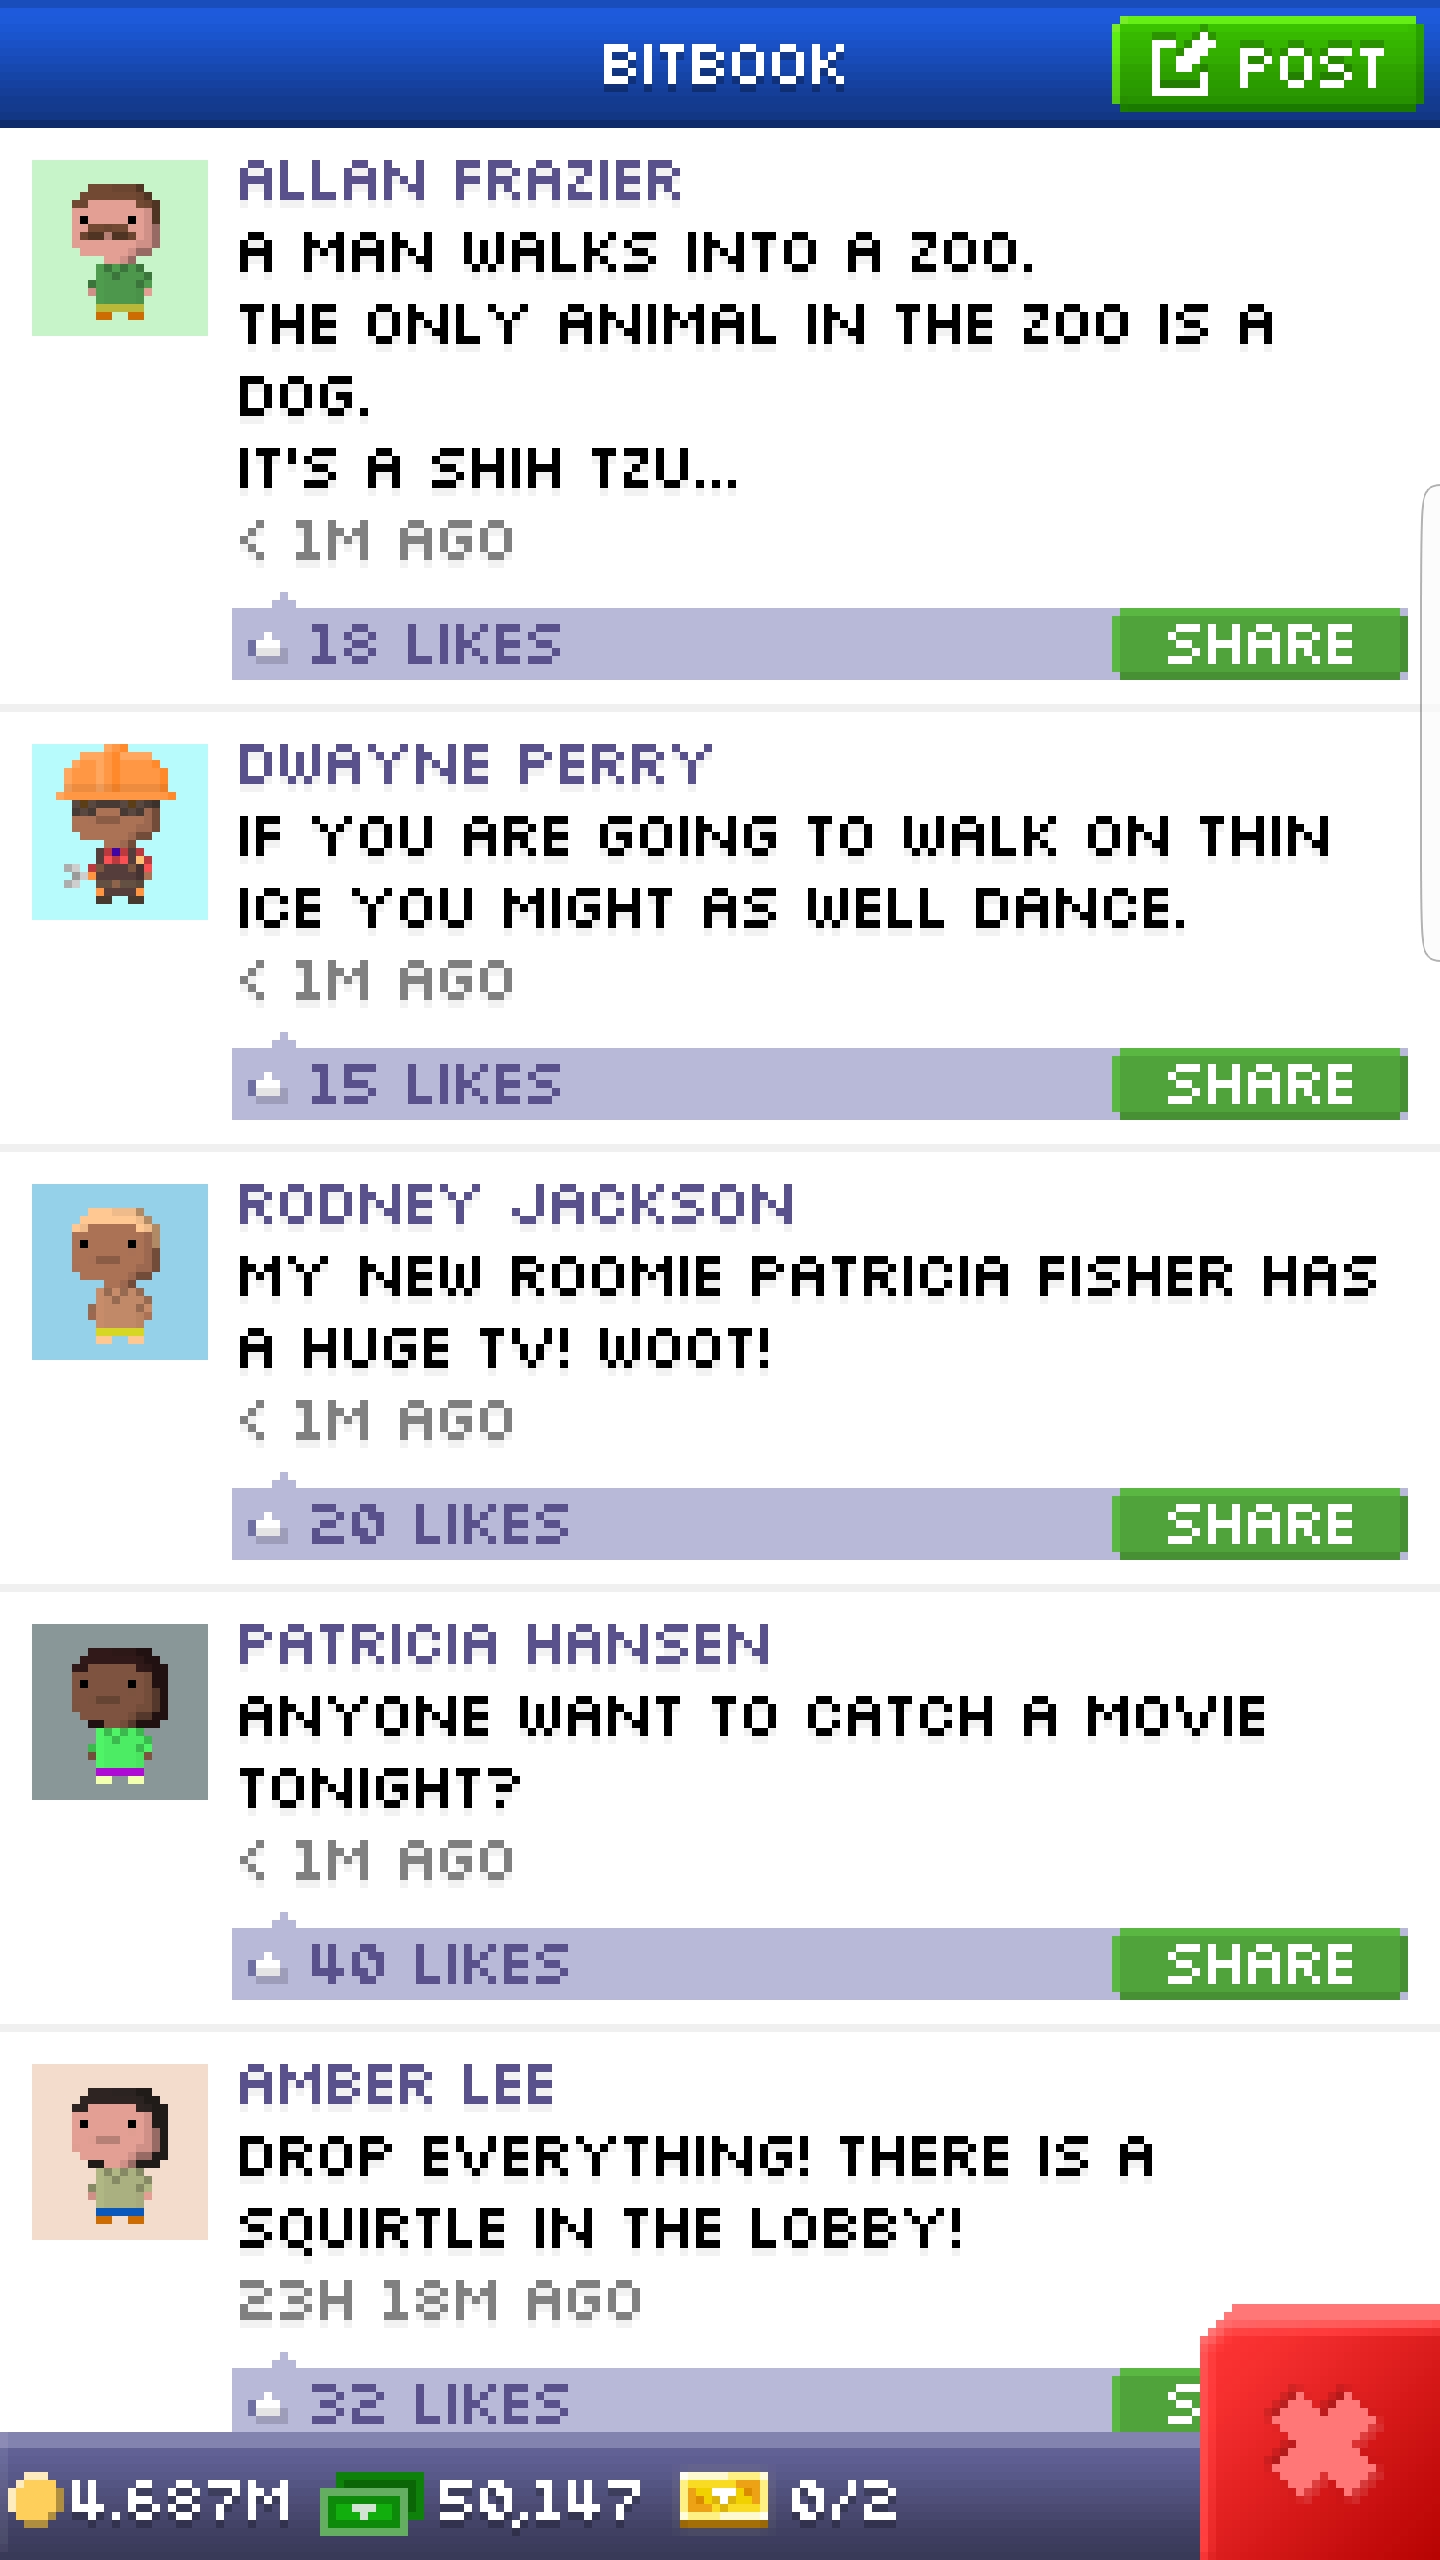 BITBOOK
POST
ALLAN FRAZIER
A MAN WALKS INTO A ZOO.
THE ONLY ANIMAL IN THE ZOO IS A
DOG.
IT'S A SHIH TZU...
< 1M AGO
18 LIKES
SHARE
DWAYNE PERRY
IF YOU ARE GOING TO WALK ON THIN
ICE YOU MIGHT AS WELL DANCE.
< 1M AGO
15 LIKES
SHARE
RODNEY JACKSON
MY NEW ROOMIE PATRICIA FISHER HAS
A HUGE TV! WOOT!
< 1M AGO
20 LIKES
SHARE
PATRICIA HANSEN
ANYONE WANT TO CATCH A MOVIE
TONIGHT?
< 1M AGO
40 LIKES
SHARE
AMBER LEE
DROP EVERYTHING! THERE IS A
SQUIRTLE IN THE LOBBY!
23H 18M AGO
32 LIKES
S
4.687M
50,147
0/2